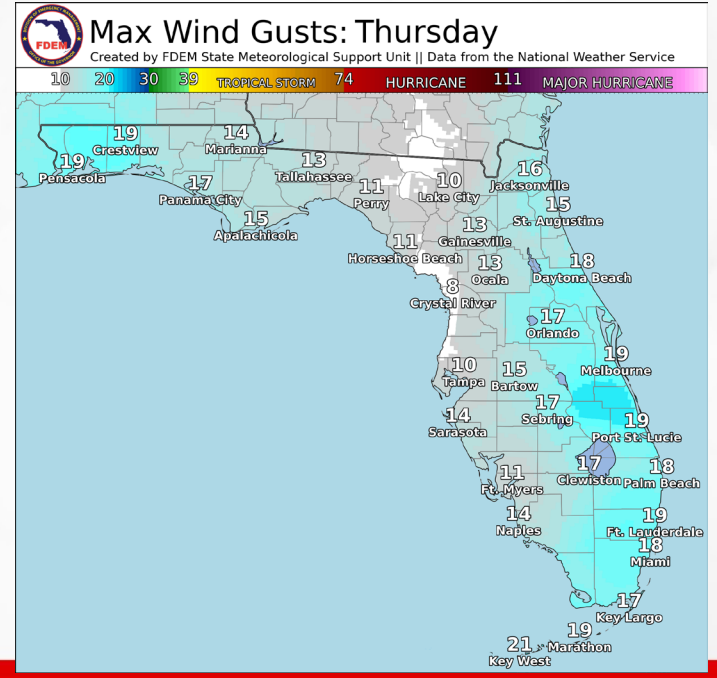 Max Wind Gusts: Thursday
Created by FDEM State Meteorological Support Unit || Data from the National Weather Service
FDEM
10 20 30 39 TROPICAL STORM 74 HURRICANE 111 MAJOR HURRICANE
19
Crestview
14
Marianna
19
Pensacola
13
Tallahassee
17
Panama City
11
Perry
10
Lake City
16
Jacksonville
15
Apalachicola
15
St. Augustine
13
Gainesville
11
Horseshoe Beach
13
Ocala
18
Daytona Beach
8
Crystal River
17
Orlando
19
Melbourne
10
Tampa
15
Bartow
17
Sebring
14
Sarasota
19
Port St. Lucie
17
Clewiston
18
Palm Beach
11
Ft. Myers
14
Naples
19
Ft. Lauderdale
18
Miami
17
Key Largo
19
Marathon
21
Key West